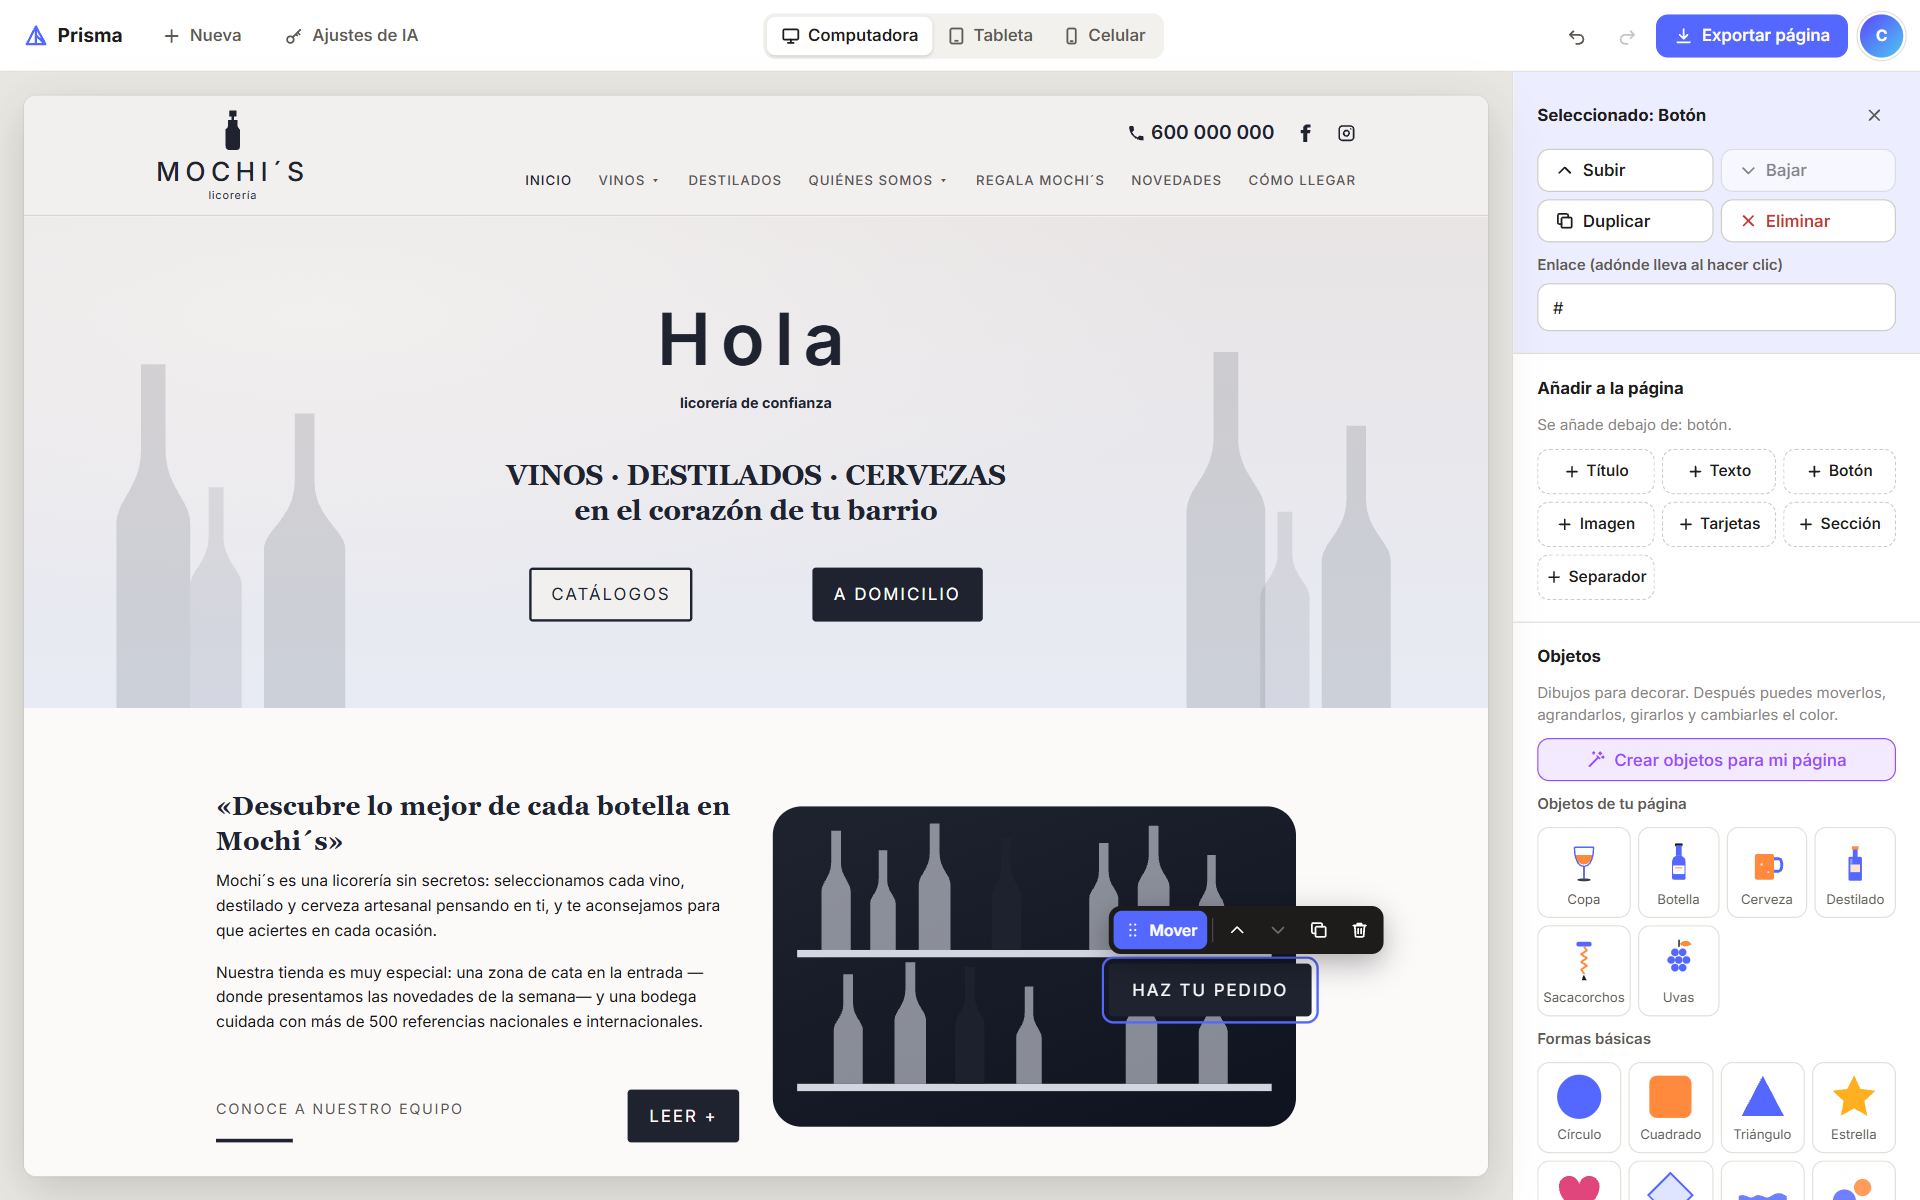 Prisma
Nueva
Ajustes de IA
Computadora
Tableta
Celular
Exportar página
C
MOCHI´S
licorería
600 000 000
INICIO
VINOS
DESTILADOS
QUIÉNES SOMOS
REGALA MOCHI´S
NOVEDADES
CÓMO LLEGAR
Hola
licorería de confianza
VINOS · DESTILADOS · CERVEZAS
en el corazón de tu barrio
CATÁLOGOS
A DOMICILIO
«Descubre lo mejor de cada botella en
Mochi´s»
Mochi´s es una licorería sin secretos: seleccionamos cada vino,
destilado y cerveza artesanal pensando en ti, y te aconsejamos para
que aciertes en cada ocasión.
Nuestra tienda es muy especial: una zona de cata en la entrada —
donde presentamos las novedades de la semana— y una bodega
cuidada con más de 500 referencias nacionales e internacionales.
CONOCE A NUESTRO EQUIPO
LEER +
Mover
HAZ TU PEDIDO
Seleccionado: Botón
Subir
Bajar
Duplicar
Eliminar
Enlace (adónde lleva al hacer clic)
#
Añadir a la página
Se añade debajo de: botón.
Título
Texto
Botón
Imagen
Tarjetas
Sección
Separador
Objetos
Dibujos para decorar. Después puedes moverlos,
agrandarlos, girarlos y cambiarles el color.
Crear objetos para mi página
Objetos de tu página
Copa
Botella
Cerveza
Destilado
Sacacorchos
Uvas
Formas básicas
Círculo
Cuadrado
Triángulo
Estrella